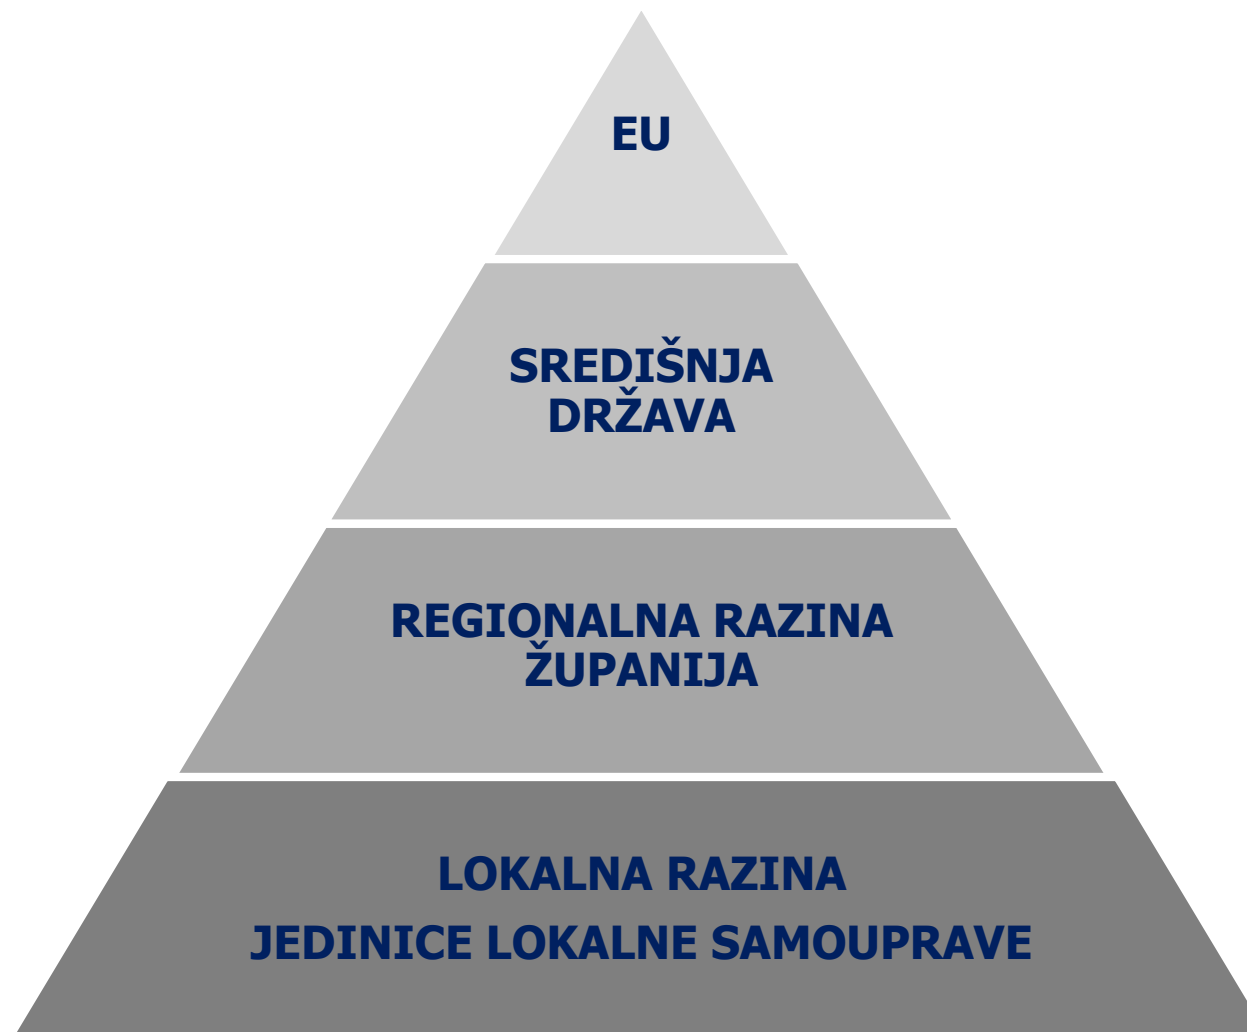 EU
SREDIŠNJA
DRŽAVA
REGIONALNA RAZINA
ŽUPANIJA
LOKALNA RAZINA
JEDINICE LOKALNE SAMOUPRAVE